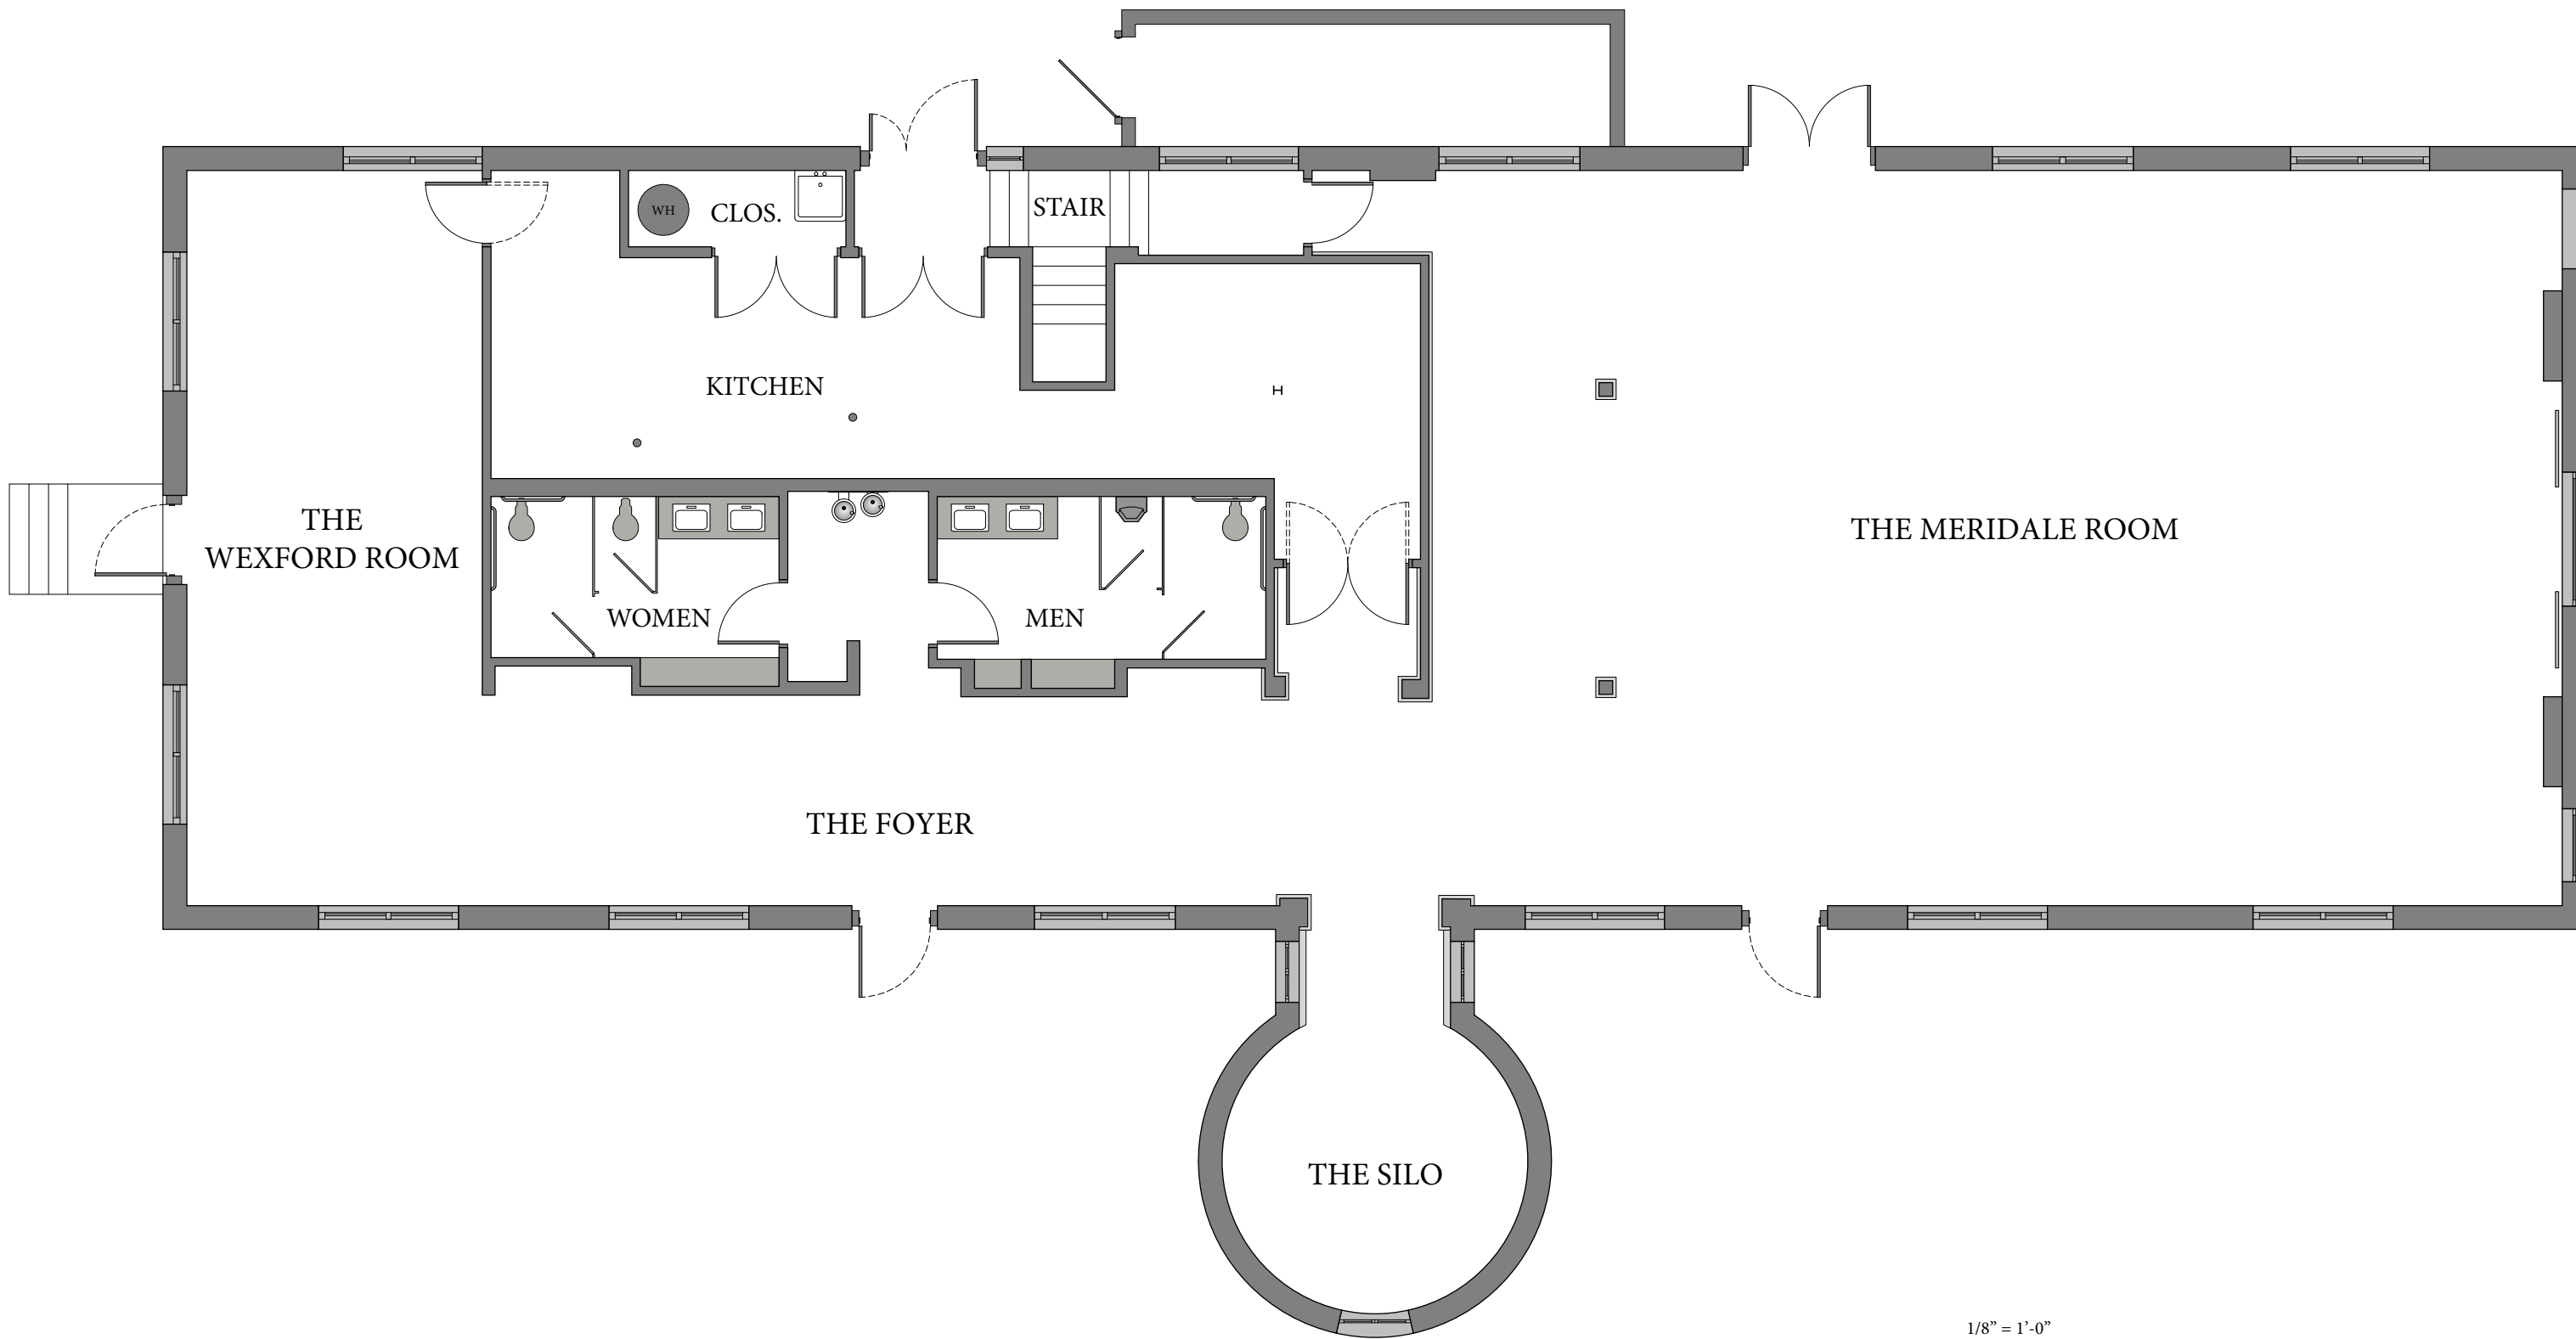 WH
CLOS.
STAIR
KITCHEN
THE
WEXFORD ROOM
THE MERIDALE ROOM
WOMEN
MEN
THE FOYER
THE SILO
1/8” = 1’-0”